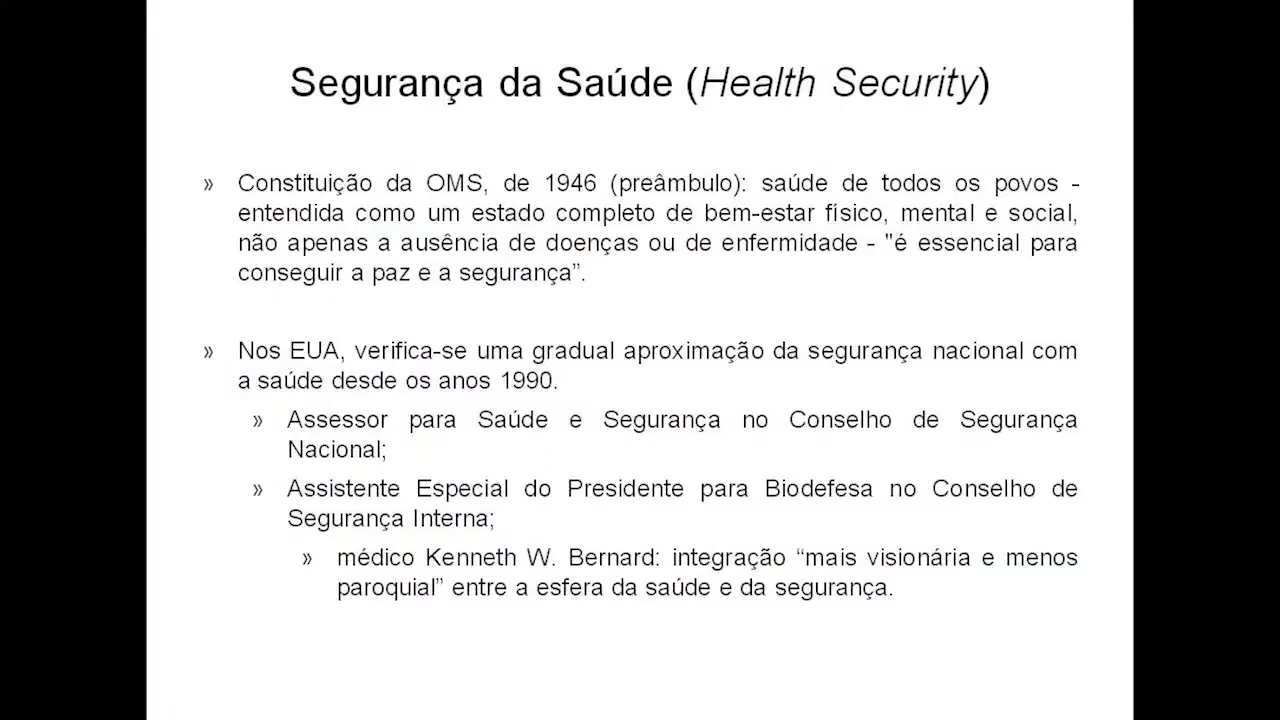 Segurança da Saúde (Health Security)
» Constituição da OMS, de 1946 (preâmbulo): saúde de todos os povos -
entendida como um estado completo de bem-estar físico, mental e social,
não apenas a ausência de doenças ou de enfermidade - "é essencial para
conseguir a paz e a segurança”.
» Nos EUA, verifica-se uma gradual aproximação da segurança nacional com
a saúde desde os anos 1990.
» Assessor para Saúde e Segurança no Conselho de Segurança
Nacional;
» Assistente Especial do Presidente para Biodefesa no Conselho de
Segurança Interna;
» médico Kenneth W. Bernard: integração “mais visionária e menos
paroquial” entre a esfera da saúde e da segurança.